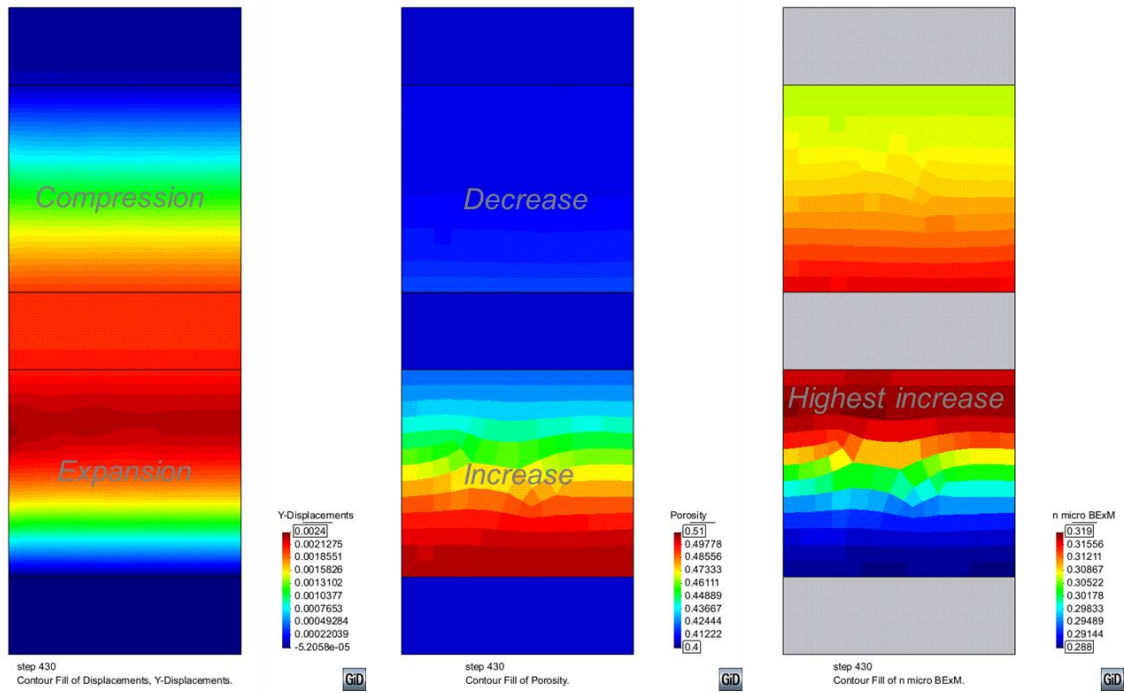 Compression
Expansion
Y-Displacements
0.0024
0.0021275
0.0018551
0.0015826
0.0013102
0.0010377
0.0007653
0.00049284
0.00022039
-5.2058e-05
step 430
Contour Fill of Displacements, Y-Displacements.
GiD
Decrease
Increase
Porosity
0.51
0.49778
0.48556
0.47333
0.46111
0.44889
0.43667
0.42444
0.41222
0.4
step 430
Contour Fill of Porosity.
GiD
Highest increase
n micro BExM
0.319
0.31556
0.31211
0.30867
0.30522
0.30178
0.29833
0.29489
0.29144
0.288
step 430
Contour Fill of n micro BExM.
GiD